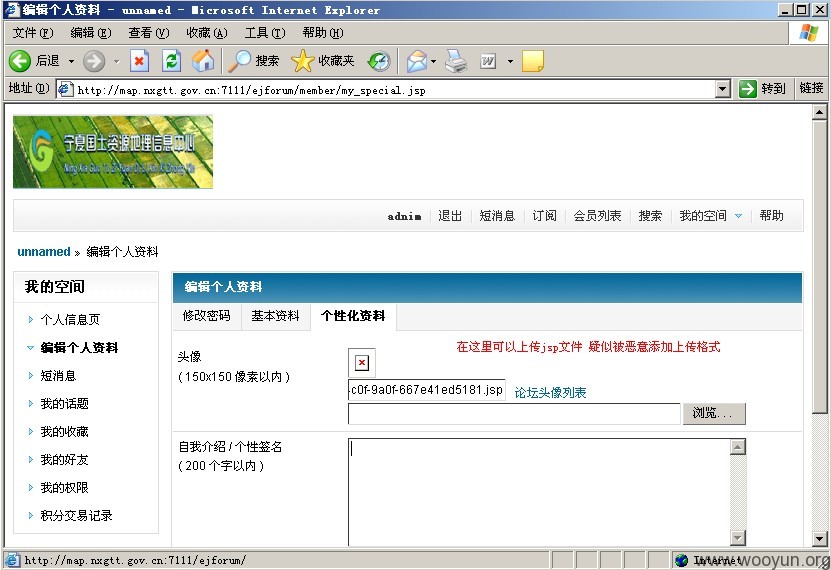 编辑个人资料 - unnamed - Microsoft Internet Explorer
文件(F) 编辑(E) 查看(V) 收藏(A) 工具(T) 帮助(H)
后退 搜索 收藏夹
地址(D) http://map.nxgtt.gov.cn:7111/ejforum/member/my_special.jsp 转到 链接
宁夏国土资源地理信息中心
adnim 退出 短消息 订阅 会员列表 搜索 我的空间 帮助
unnamed » 编辑个人资料
我的空间
个人信息页
编辑个人资料
短消息
我的话题
我的收藏
我的好友
我的权限
积分交易记录
编辑个人资料
修改密码 基本资料 个性化资料
在这里可以上传jsp文件 疑似被恶意添加上传格式
头像
( 150x150 像素以内 )
-c0f-9a0f-667e41ed5181.jsp 论坛头像列表
浏览...
自我介绍 / 个性签名
( 200 个字以内 )
http://map.nxgtt.gov.cn:7111/ejforum/ Internet
www.wooyun.org